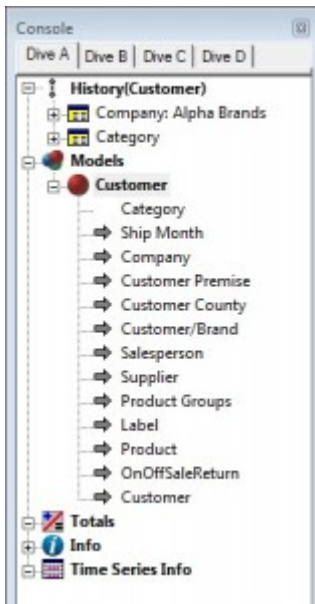 Console
Dive A Dive B Dive C Dive D
History(Customer)
Company: Alpha Brands
Category
Models
Customer
Category
Ship Month
Company
Customer Premise
Customer County
Customer/Brand
Salesperson
Supplier
Product Groups
Label
Product
OnOffSaleReturn
Customer
Totals
Info
Time Series Info